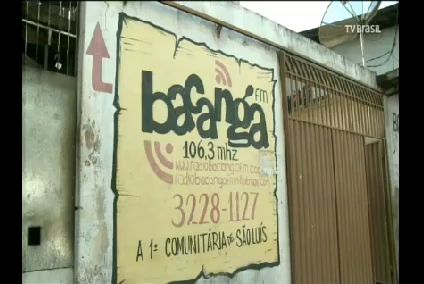 TV BRASIL
bacanga FM
106,3 mhz
3228-1127
A 1ª COMUNITÁRIA DE SÃO LUÍS